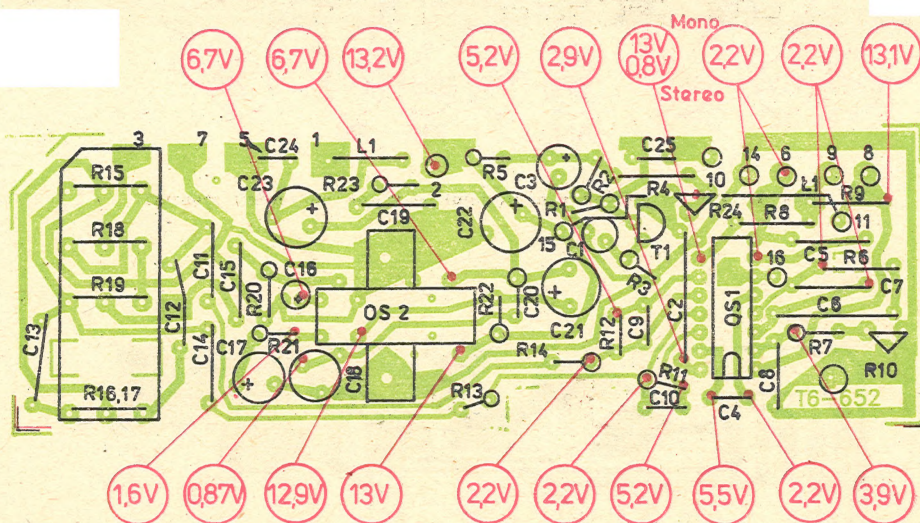 Mono
6,7V 6,7V 13,2V 5,2V 2,9V 13V 0,8V 2,2V 2,2V 13,1V
Stereo
3 7 5 C24 1 L1 R5 C3 R2 C25 10 14 6 9 8
R15 C23 R23 2 R4 L1 R9
C19 C22 R1 R24 R8 11
R18 15 C1 T1 C5
C11 C15 R20 C16 R22 C20 R3 C2 16 R6
R19 OS 2 C21 OS1 C7
C13 C12 C14 R12 C9 C6
C17 R21 C18 R14 R7 R10
R16,17 R13 R11 C10 C4 C8 T6-652
1,6V 0,87V 12,9V 13V 2,2V 2,2V 5,2V 5,5V 2,2V 3,9V